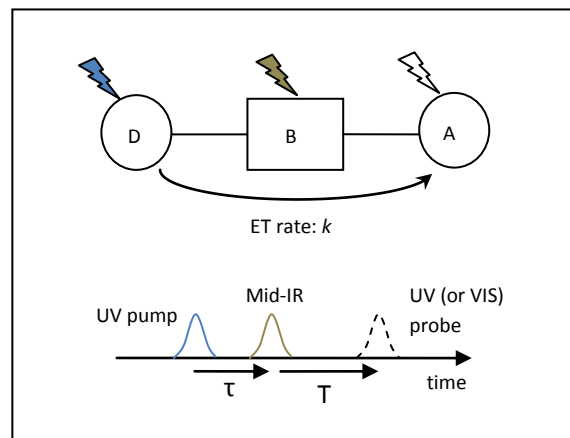 D
B
A
ET rate: k
UV pump
Mid-IR
UV (or VIS)
probe
τ
T
time